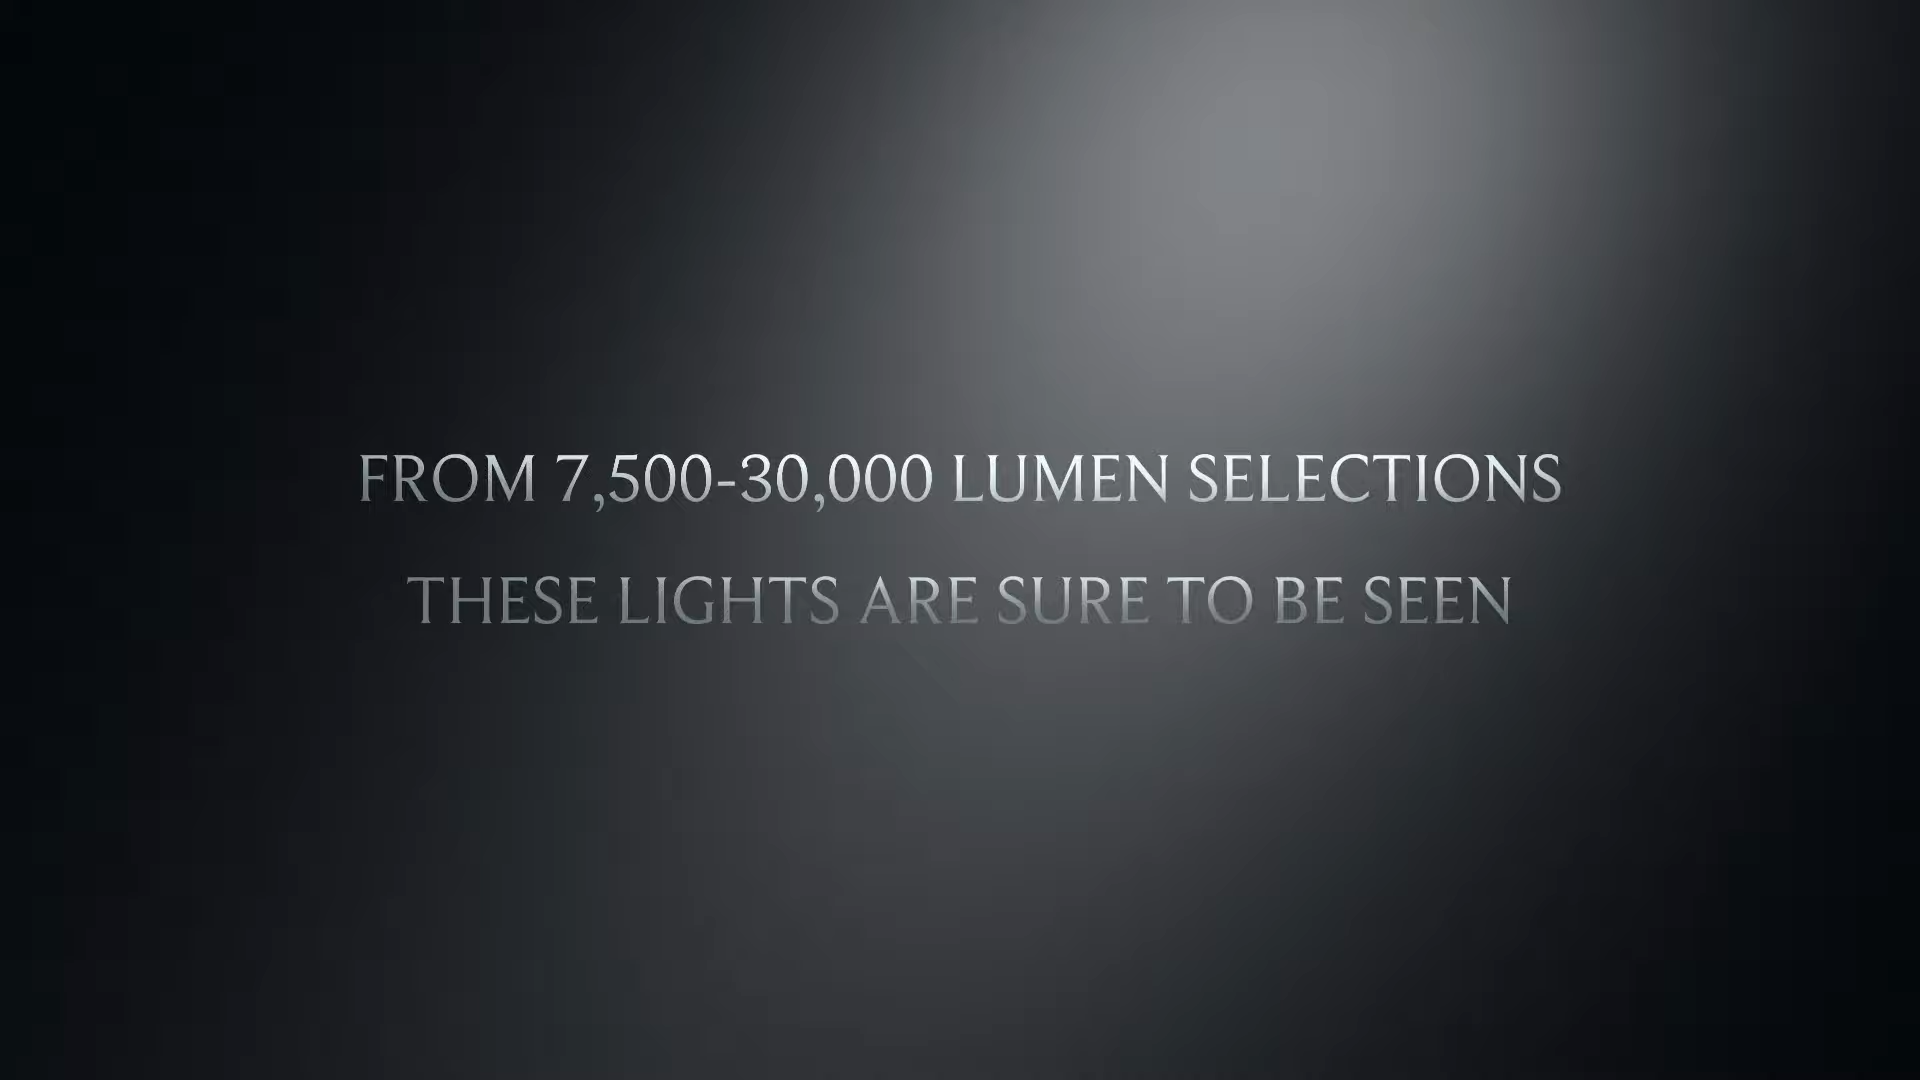 FROM 7,500-30,000 LUMEN SELECTIONS
THESE LIGHTS ARE SURE TO BE SEEN